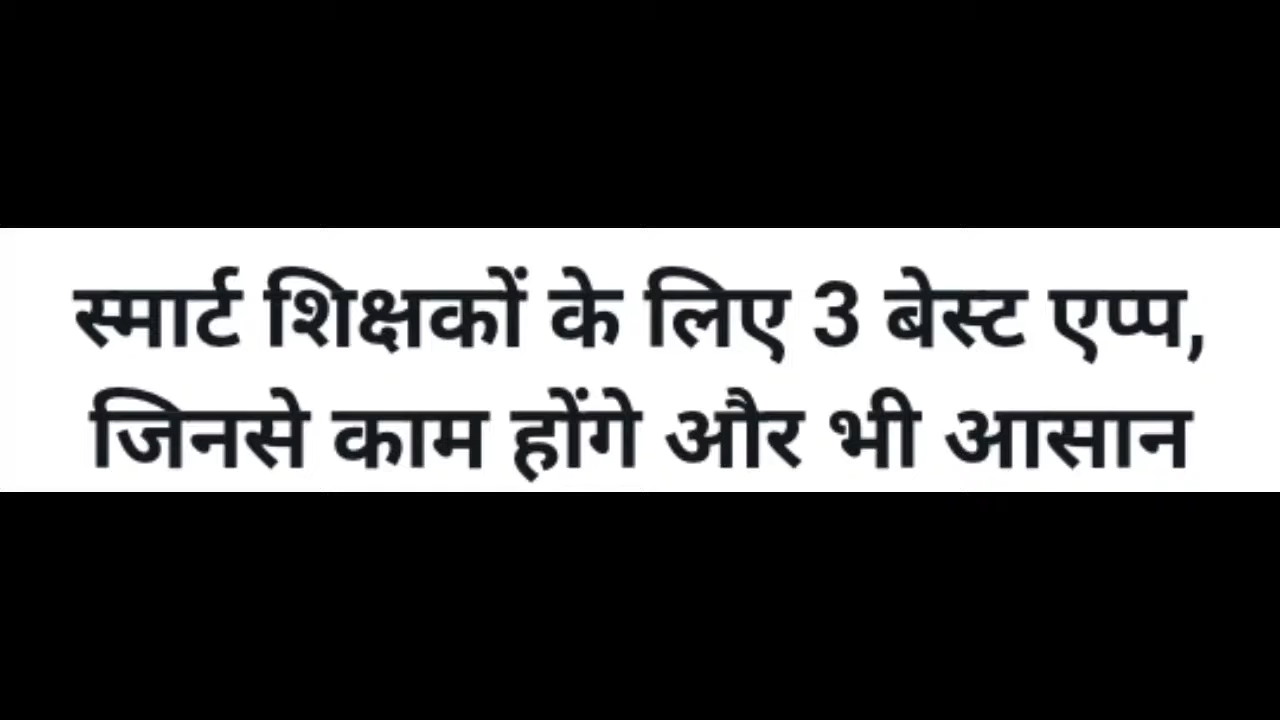 स्मार्ट शिक्षकों के लिए 3 बेस्ट एप्प,
जिनसे काम होंगे और भी आसान